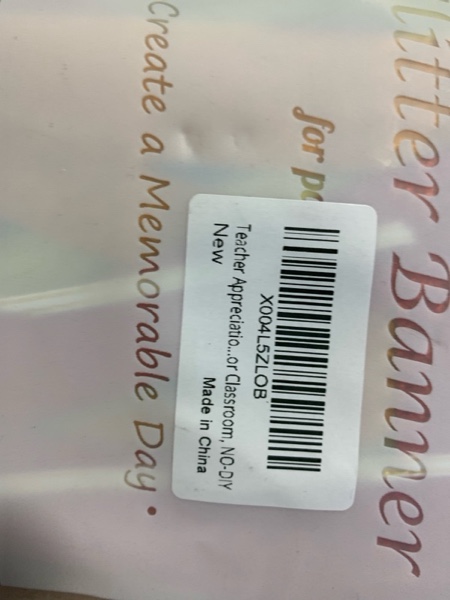 litter Banner
for
X004L5ZLOB
Teacher Appreciatio...or Classroom, NO-DIY
New
Made in China
Create a Memorable Day